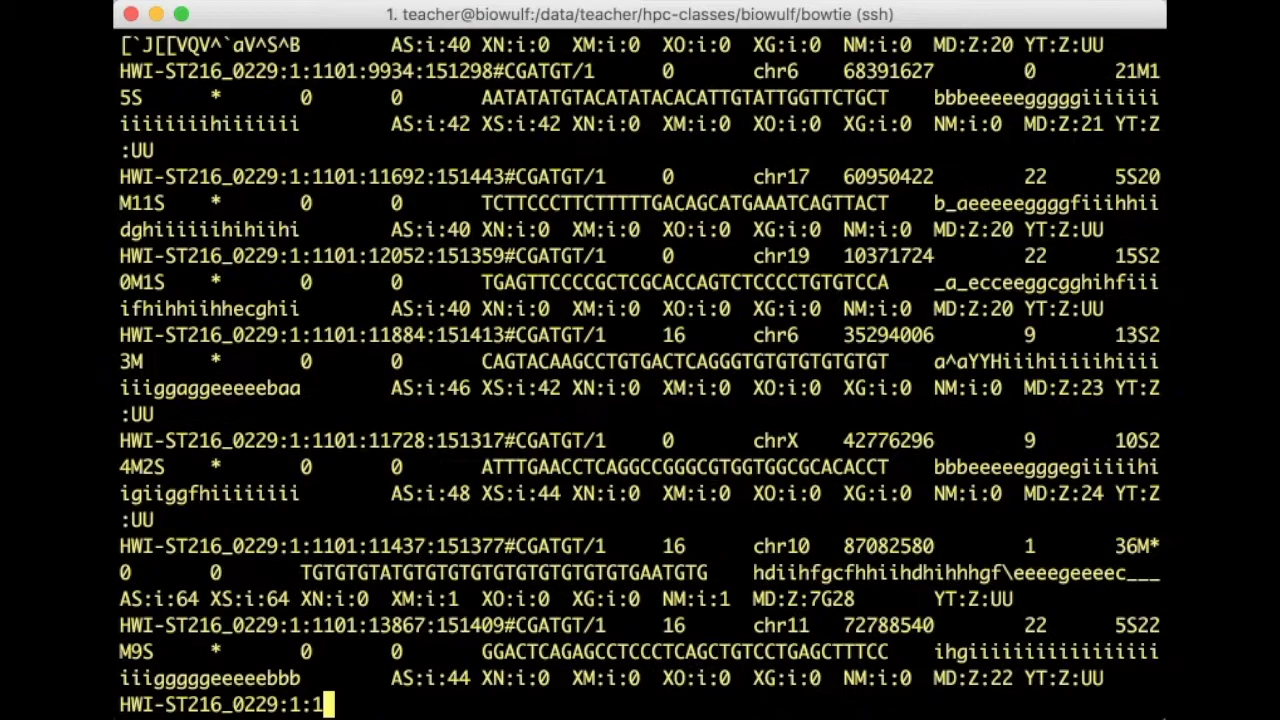 1. teacher@biowulf:/data/teacher/hpc-classes/biowulf/bowtie (ssh)
[`J[[VQV^`aV^S^B AS:i:40 XN:i:0 XM:i:0 XO:i:0 XG:i:0 NM:i:0 MD:Z:20 YT:Z:UU
HWI-ST216_0229:1:1101:9934:151298#CGATGT/1 0 chr6 68391627 0 21M1
5S * 0 0 AATATATGTACATATACACATTGTATTGGTTCTGCT bbbeeeeegggggiiiiiii
iiiiiiiihiiiiiii AS:i:42 XS:i:42 XN:i:0 XM:i:0 XO:i:0 XG:i:0 NM:i:0 MD:Z:21 YT:Z
:UU
HWI-ST216_0229:1:1101:11692:151443#CGATGT/1 0 chr17 60950422 22 5S20
M11S * 0 0 TCTTCCCTTCTTTTTGACAGCATGAAATCAGTTACT b_aeeeeeggggfiiihhii
dghiiiiiihihiihi AS:i:40 XN:i:0 XM:i:0 XO:i:0 XG:i:0 NM:i:0 MD:Z:20 YT:Z:UU
HWI-ST216_0229:1:1101:12052:151359#CGATGT/1 0 chr19 10371724 22 15S2
0M1S * 0 0 TGAGTTCCCCGCTCGCACCAGTCTCCCCTGTGTCCA _a_ecceeggcgghihfiii
ifhihhiihhecghii AS:i:40 XN:i:0 XM:i:0 XO:i:0 XG:i:0 NM:i:0 MD:Z:20 YT:Z:UU
HWI-ST216_0229:1:1101:11884:151413#CGATGT/1 16 chr6 35294006 9 13S2
3M * 0 0 CAGTACAAGCCTGTGACTCAGGGTGTGTGTGTGTGT a^aYYHiiihiiiiihiiii
iiiiggaggeeeeebaa AS:i:46 XS:i:42 XN:i:0 XM:i:0 XO:i:0 XG:i:0 NM:i:0 MD:Z:23 YT:Z
:UU
HWI-ST216_0229:1:1101:11728:151317#CGATGT/1 0 chrX 42776296 9 10S2
4M2S * 0 0 ATTTGAACCTCAGGCCGGGCGTGGTGGCGCACACCT bbbeeeeegggegiiiiihi
igiiggfhiiiiiiii AS:i:48 XS:i:44 XN:i:0 XM:i:0 XO:i:0 XG:i:0 NM:i:0 MD:Z:24 YT:Z
:UU
HWI-ST216_0229:1:1101:11437:151377#CGATGT/1 16 chr10 87082580 1 36M*
0 0 TGTGTGTATGTGTGTGTGTGTGTGTGTGTGAATGTG hdiihfgcfhhiihdhihhhgf\eeeegeeeec___
AS:i:64 XS:i:64 XN:i:0 XM:i:1 XO:i:0 XG:i:0 NM:i:1 MD:Z:7G28 YT:Z:UU
HWI-ST216_0229:1:1101:13867:151409#CGATGT/1 16 chr11 72788540 22 5S22
M9S * 0 0 GGACTCAGAGCCTCCCTCAGCTGTCCTGAGCTTTCC ihgiiiiiiiiiiiiiiiii
iiiigggggeeeeebbb AS:i:44 XN:i:0 XM:i:0 XO:i:0 XG:i:0 NM:i:0 MD:Z:22 YT:Z:UU
HWI-ST216_0229:1:1